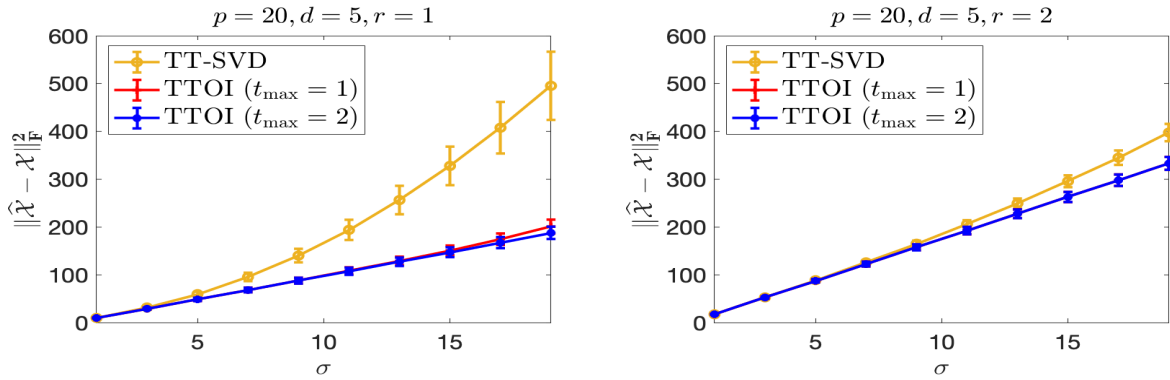 p = 20, d = 5, r = 1
600
500
400
300
200
100
0
5
10
15
σ
‖𝒳̂ − 𝒳‖²_F
TT-SVD
TTOI (t_max = 1)
TTOI (t_max = 2)
p = 20, d = 5, r = 2
600
500
400
300
200
100
0
5
10
15
σ
‖𝒳̂ − 𝒳‖²_F
TT-SVD
TTOI (t_max = 1)
TTOI (t_max = 2)